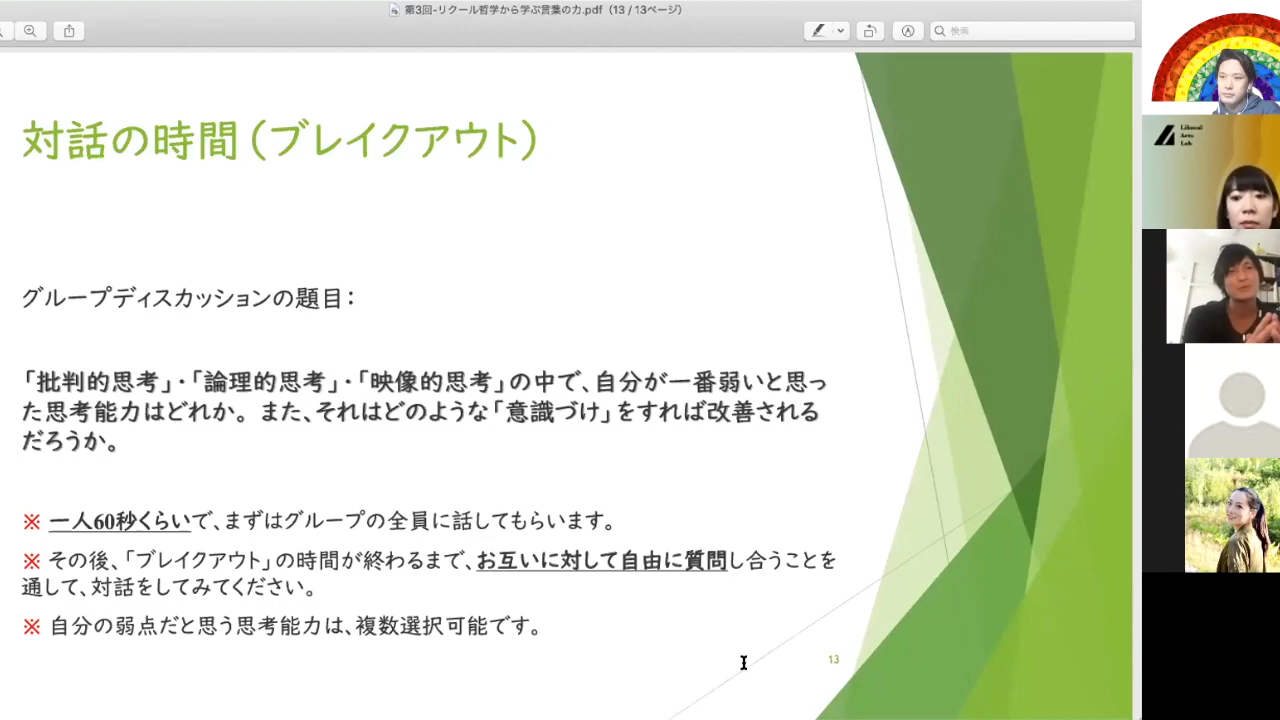 第3回-リクール哲学から学ぶ言葉の力.pdf（13 / 13ページ）
検索
対話の時間（ブレイクアウト）
グループディスカッションの題目：
「批判的思考」・「論理的思考」・「映像的思考」の中で、自分が一番弱いと思っ
た思考能力はどれか。また、それはどのような「意識づけ」をすれば改善される
だろうか。
※ 一人60秒くらいで、まずはグループの全員に話してもらいます。
※ その後、「ブレイクアウト」の時間が終わるまで、お互いに対して自由に質問し合うことを
通して、対話をしてみてください。
※ 自分の弱点だと思う思考能力は、複数選択可能です。
13
Liberal
Arts
Lab